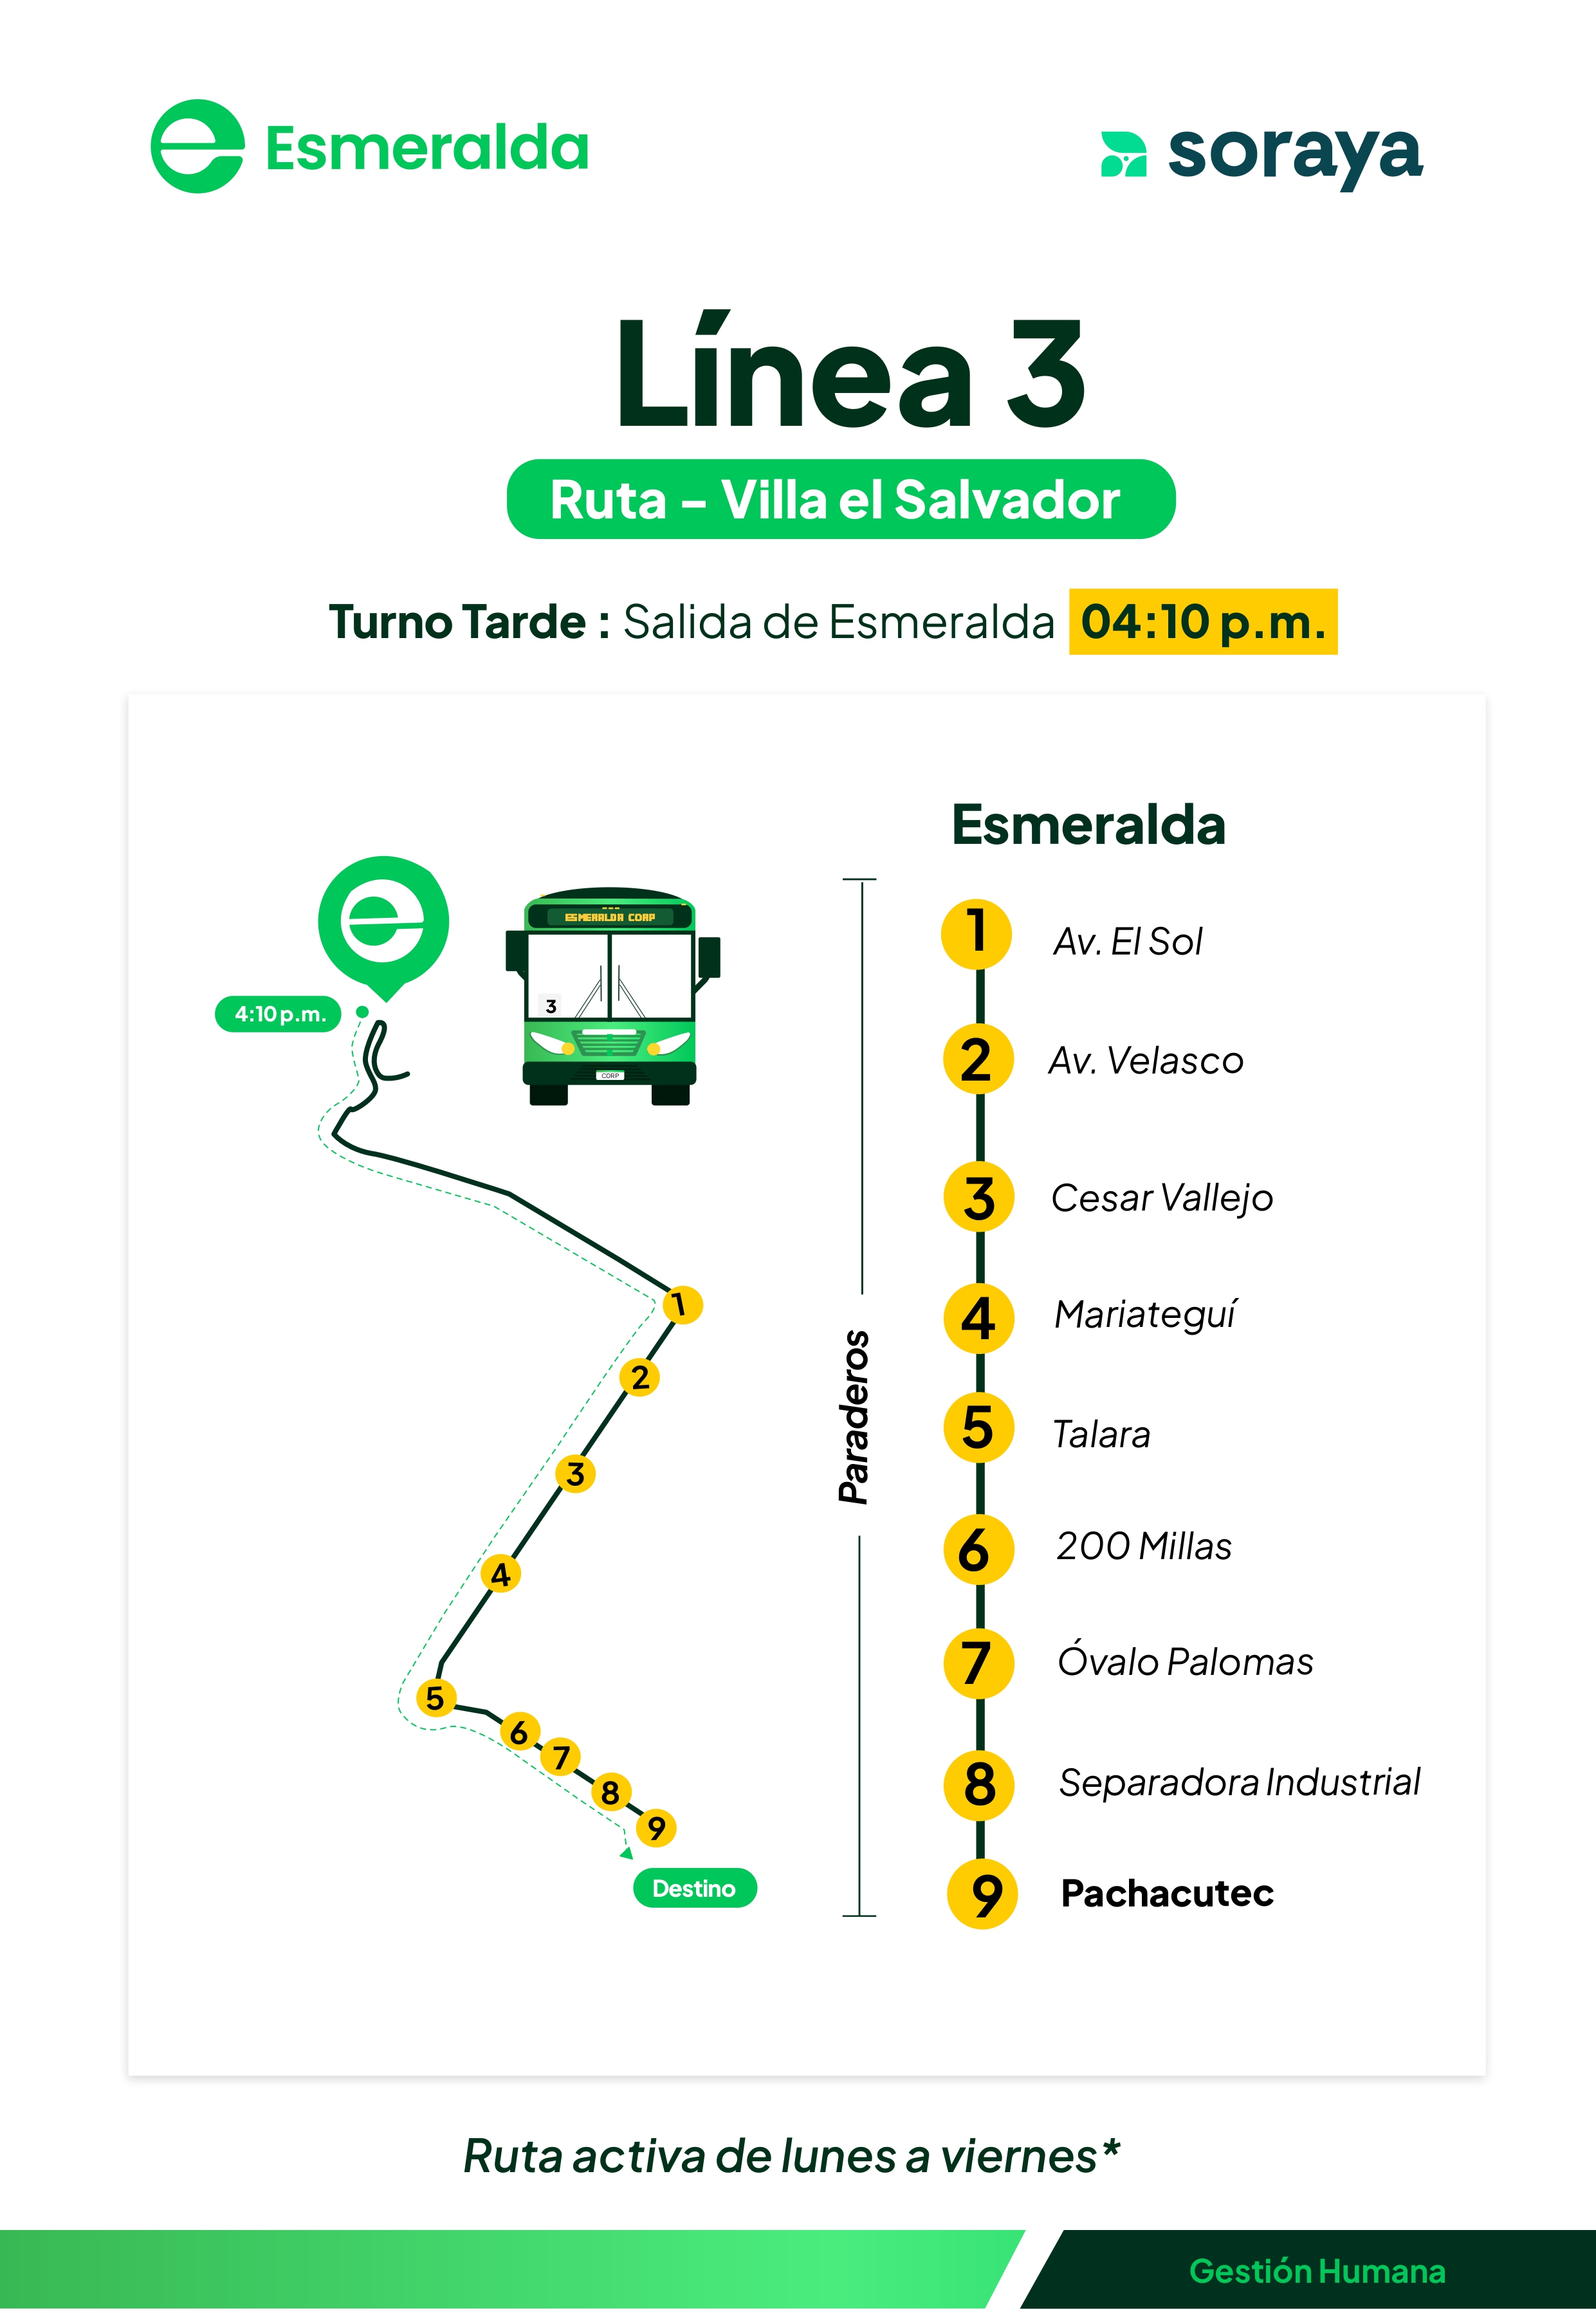 Esmeralda
soraya
Línea 3
Ruta – Villa el Salvador
Turno Tarde : Salida de Esmeralda 04:10 p.m.
Esmeralda
ESMERALDA CORP
3
CORP
4:10 p.m.
1
2
3
4
5
6
7
8
9
Destino
Paraderos
1 Av. El Sol
2 Av. Velasco
3 Cesar Vallejo
4 Mariateguí
5 Talara
6 200 Millas
7 Óvalo Palomas
8 Separadora Industrial
9 Pachacutec
Ruta activa de lunes a viernes*
Gestión Humana